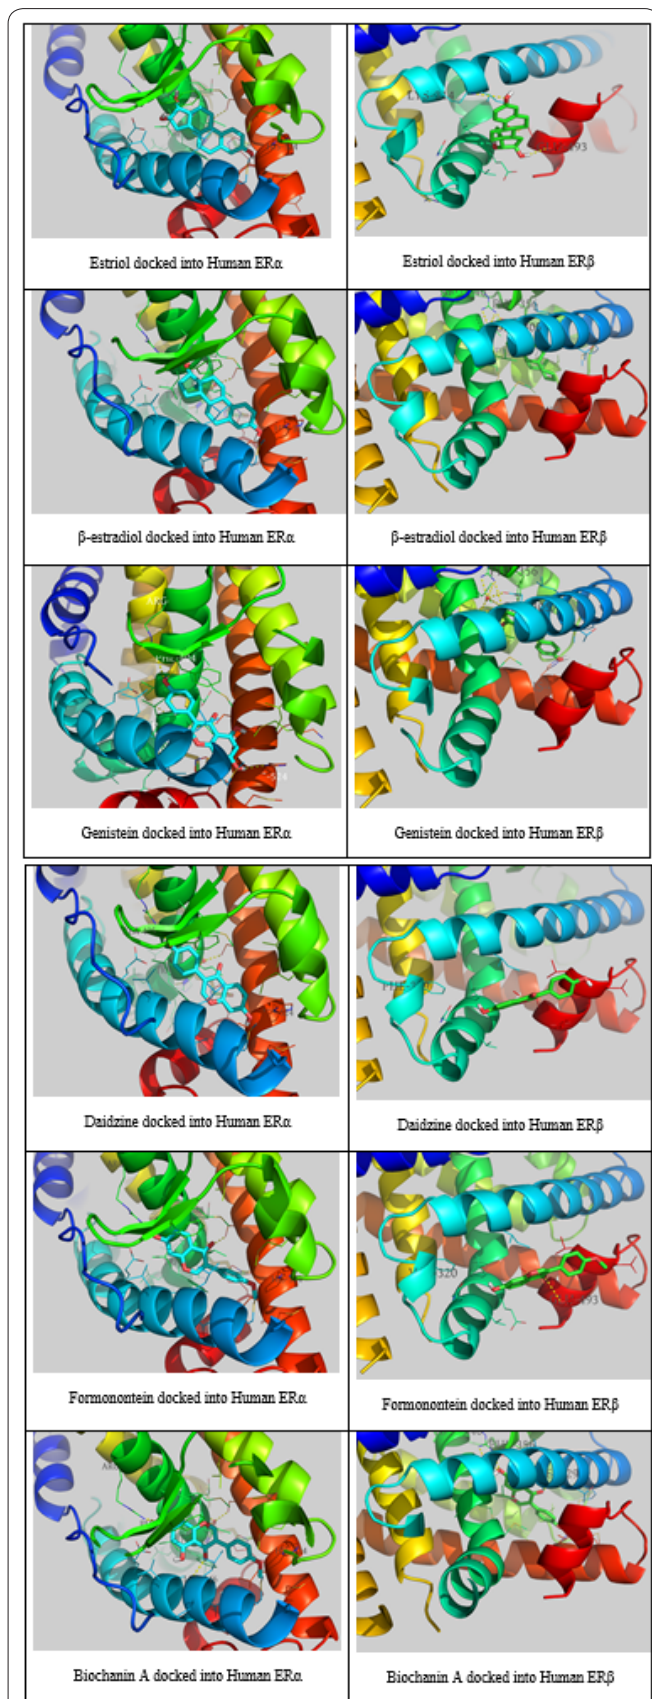 Estriol docked into Human ERα
Estriol docked into Human ERβ
β-estradiol docked into Human ERα
β-estradiol docked into Human ERβ
Genistein docked into Human ERα
Genistein docked into Human ERβ
Daidzine docked into Human ERα
Daidzine docked into Human ERβ
Formonontein docked into Human ERα
Formonontein docked into Human ERβ
Biochanin A docked into Human ERα
Biochanin A docked into Human ERβ